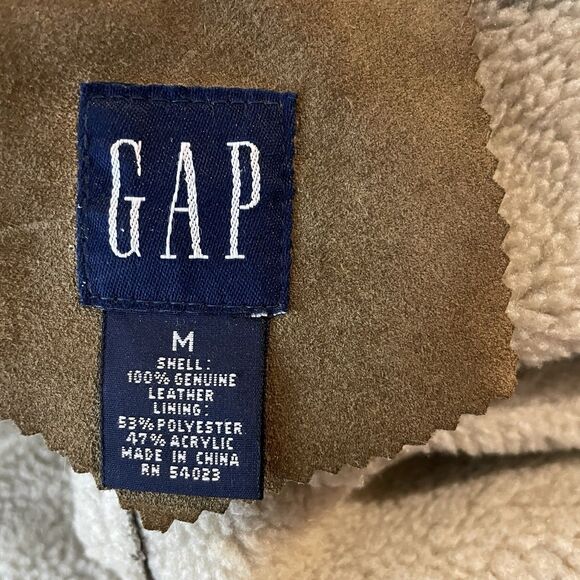 GAP
M
SHELL:
100% GENUINE
LEATHER
LINING:
53% POLYESTER
47% ACRYLIC
MADE IN CHINA
RN 54023